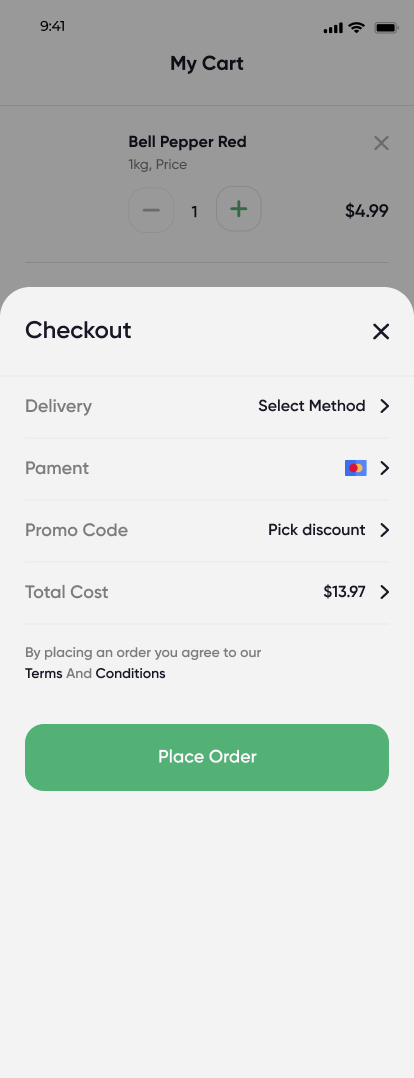 9:41
My Cart
Bell Pepper Red
1kg, Price
1
$4.99
Checkout
Delivery Select Method
Pament
Promo Code Pick discount
Total Cost $13.97
By placing an order you agree to our
Terms And Conditions
Place Order